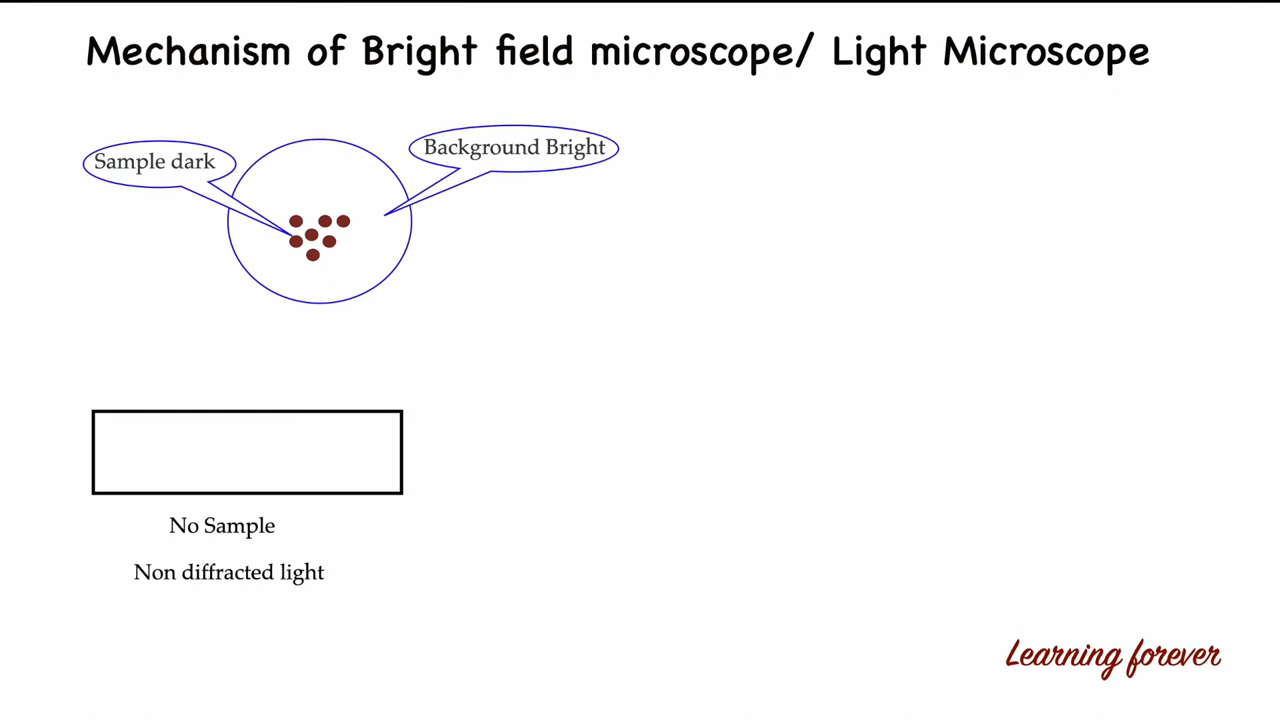 Mechanism of Bright field microscope/ Light Microscope
Sample dark
Background Bright
No Sample
Non diffracted light
Learning forever